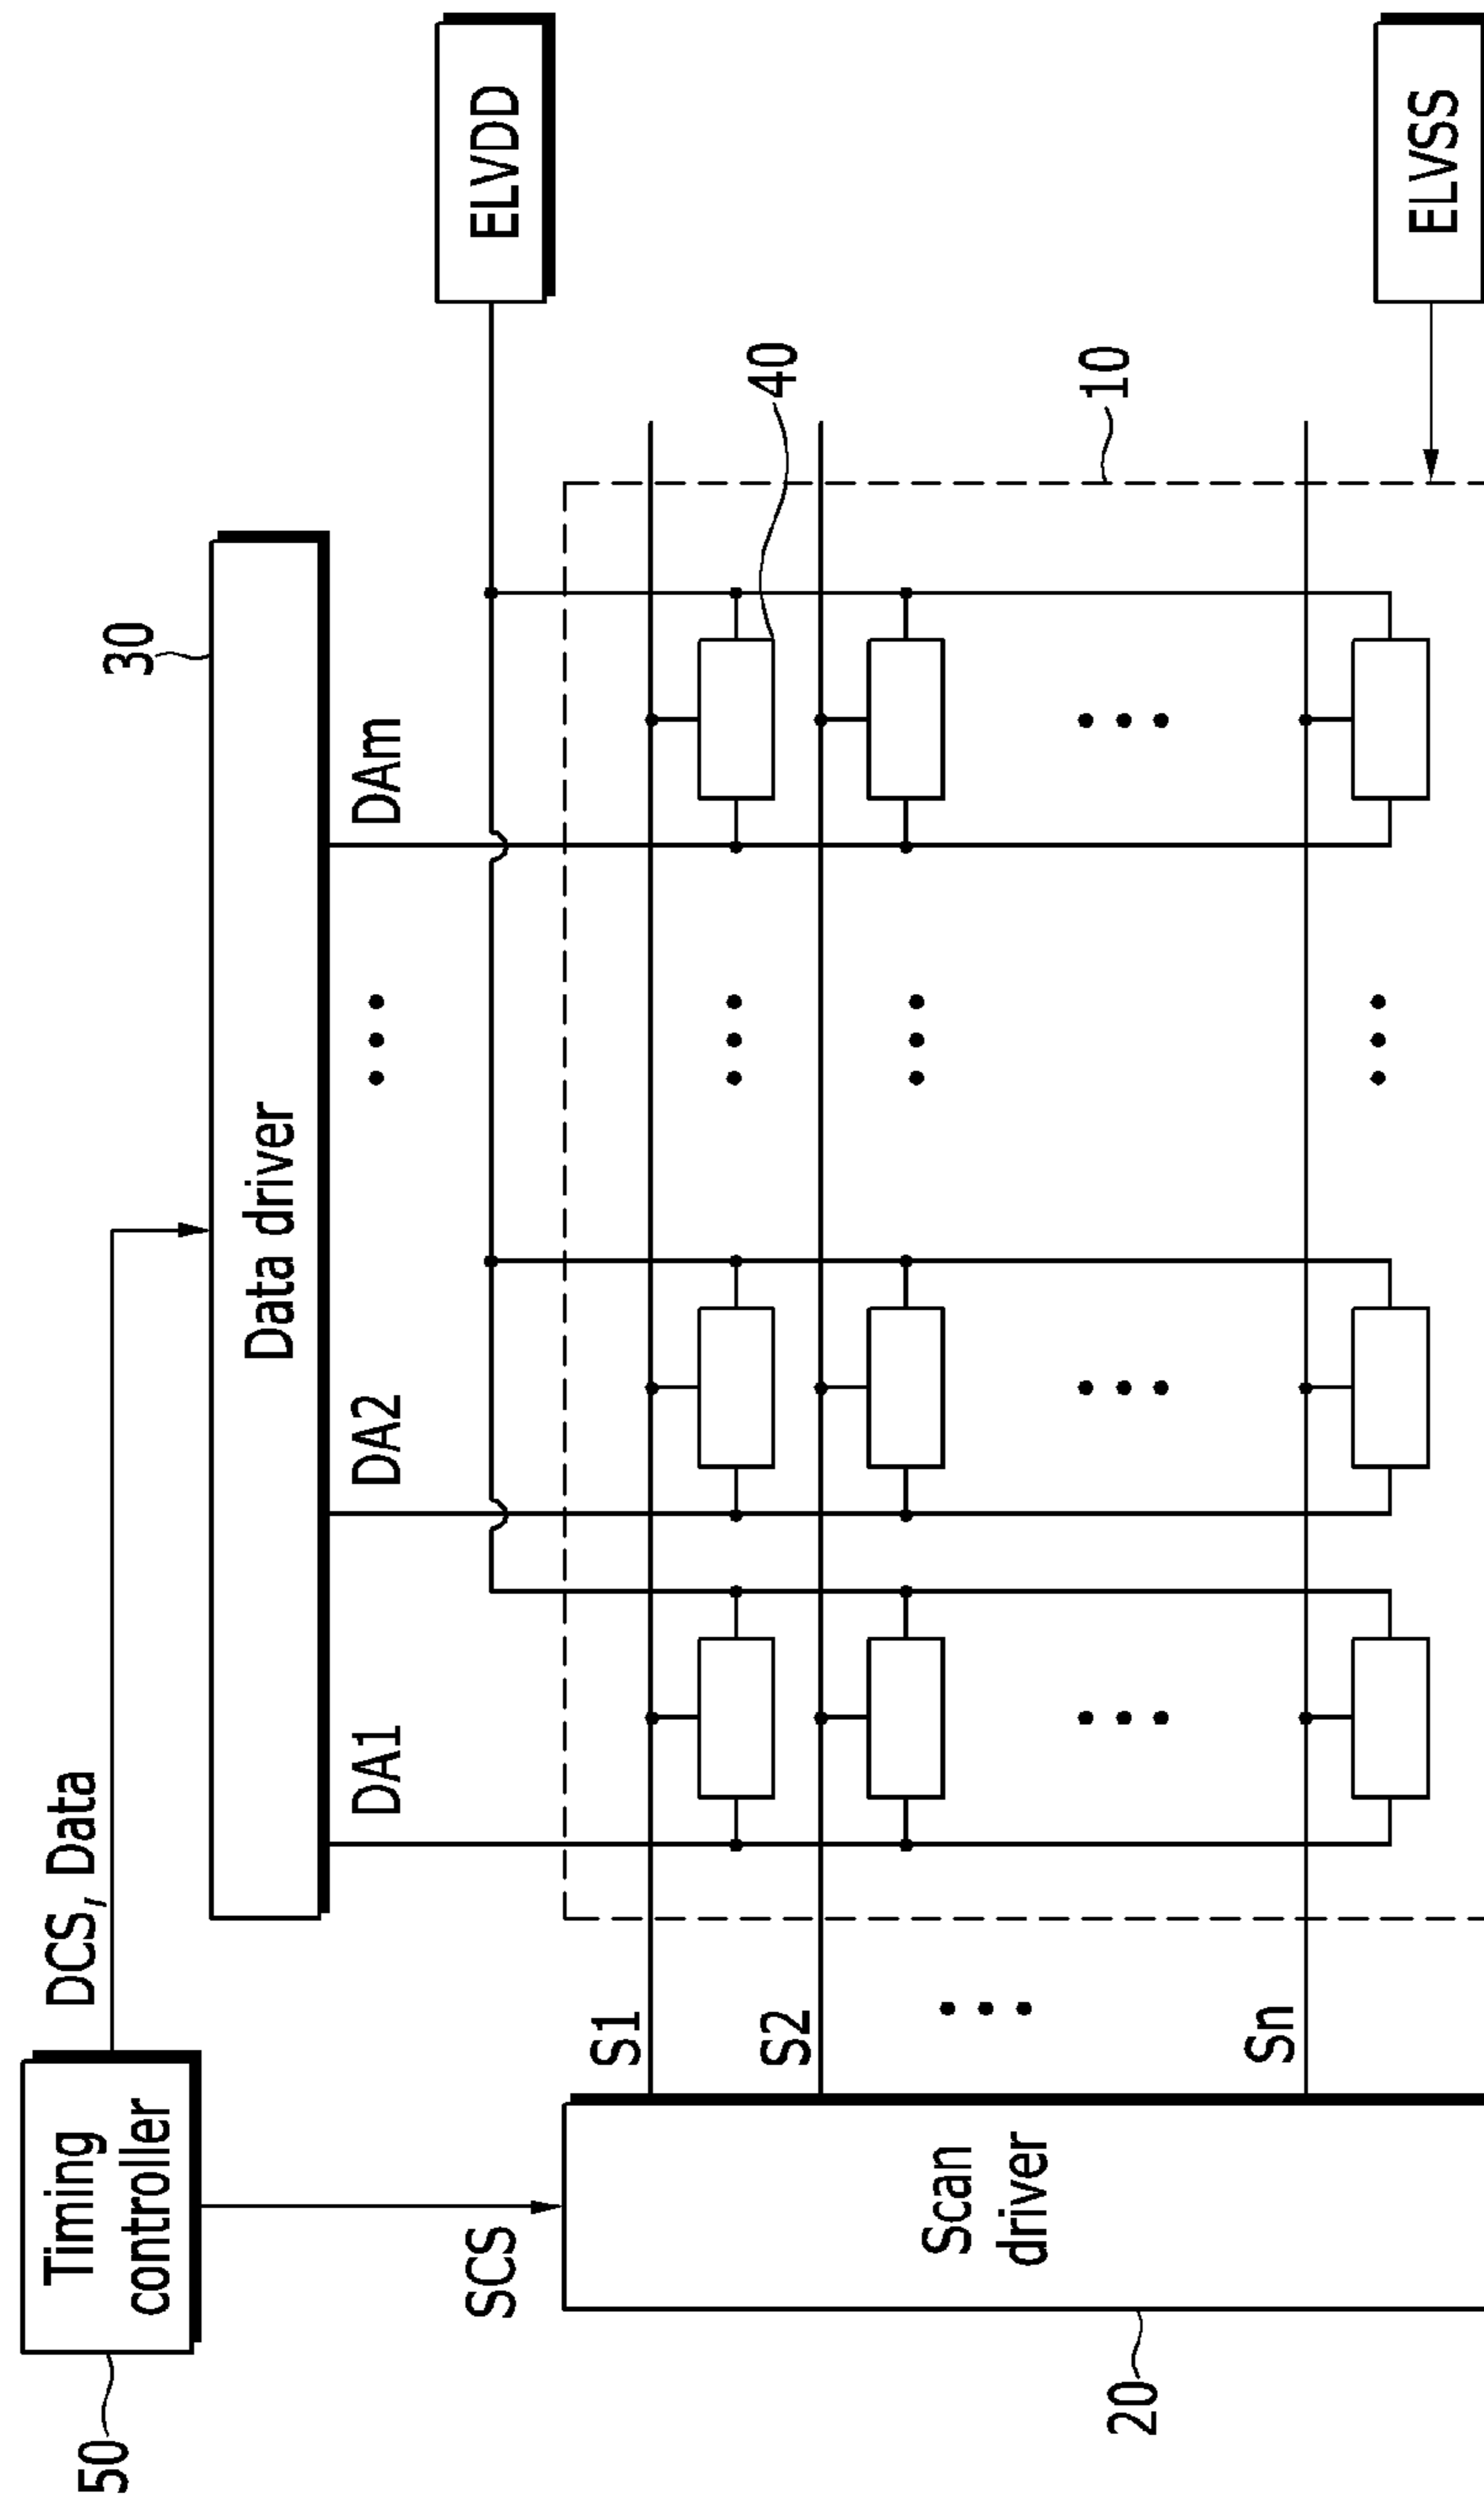 50
Timing
controller
DCS, Data
30
Data driver
SCS
DA1
DA2
DAm
ELVDD
S1
S2
Sn
40
10
20
Scan
driver
ELVSS